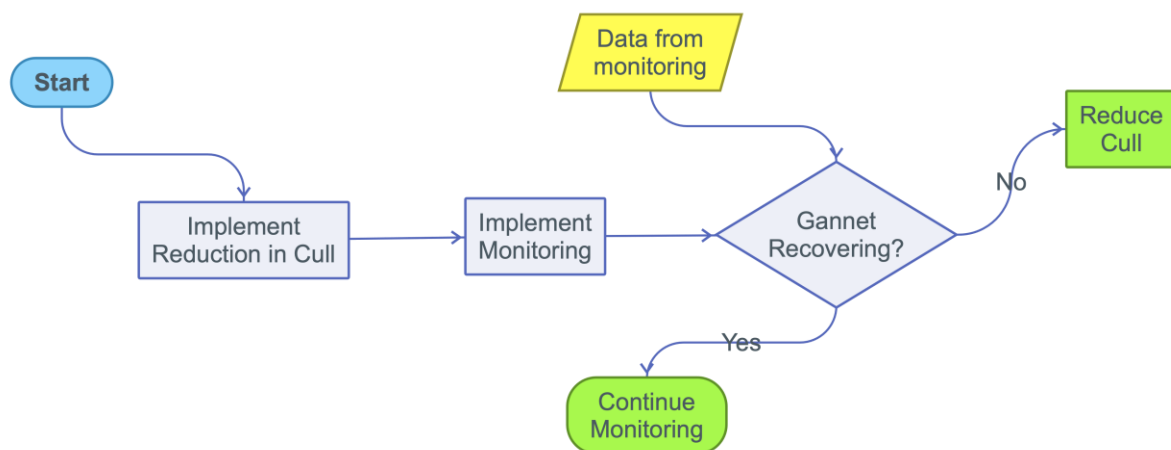 Data from
monitoring
Start
Reduce
Cull
No
Implement
Reduction in Cull
Implement
Monitoring
Gannet
Recovering?
Yes
Continue
Monitoring